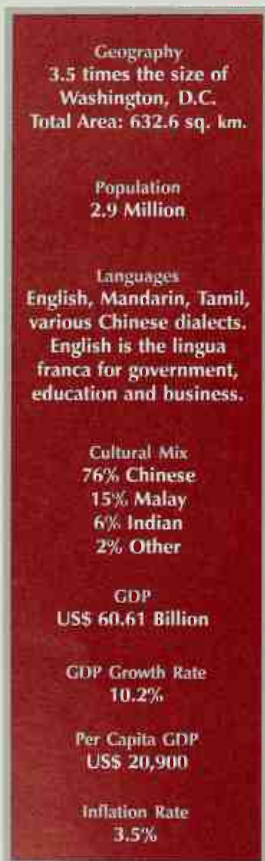 Geography
3.5 times the size of
Washington, D.C.
Total Area: 632.6 sq. km.
Population
2.9 Million
Languages
English, Mandarin, Tamil,
various Chinese dialects.
English is the lingua
franca for government,
education and business.
Cultural Mix
76% Chinese
15% Malay
6% Indian
2% Other
GDP
US$ 60.61 Billion
GDP Growth Rate
10.2%
Per Capita GDP
US$ 20,900
Inflation Rate
3.5%